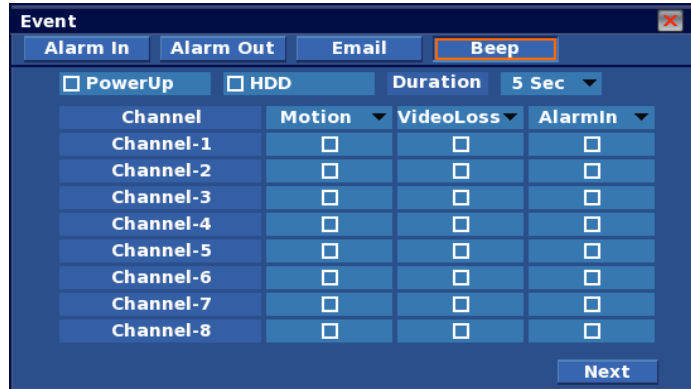 Event
Alarm In Alarm Out Email Beep
PowerUp HDD Duration 5 Sec
Channel Motion VideoLoss AlarmIn
Channel-1
Channel-2
Channel-3
Channel-4
Channel-5
Channel-6
Channel-7
Channel-8
Next